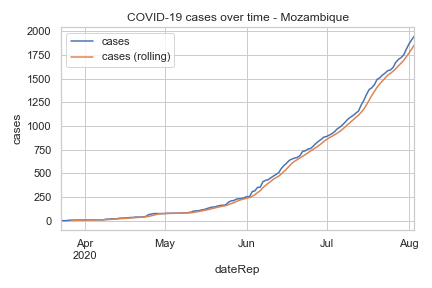 COVID-19 cases over time - Mozambique
cases
cases (rolling)
2000
1750
1500
1250
1000
750
500
250
0
cases
Apr
2020
May
Jun
Jul
Aug
dateRep